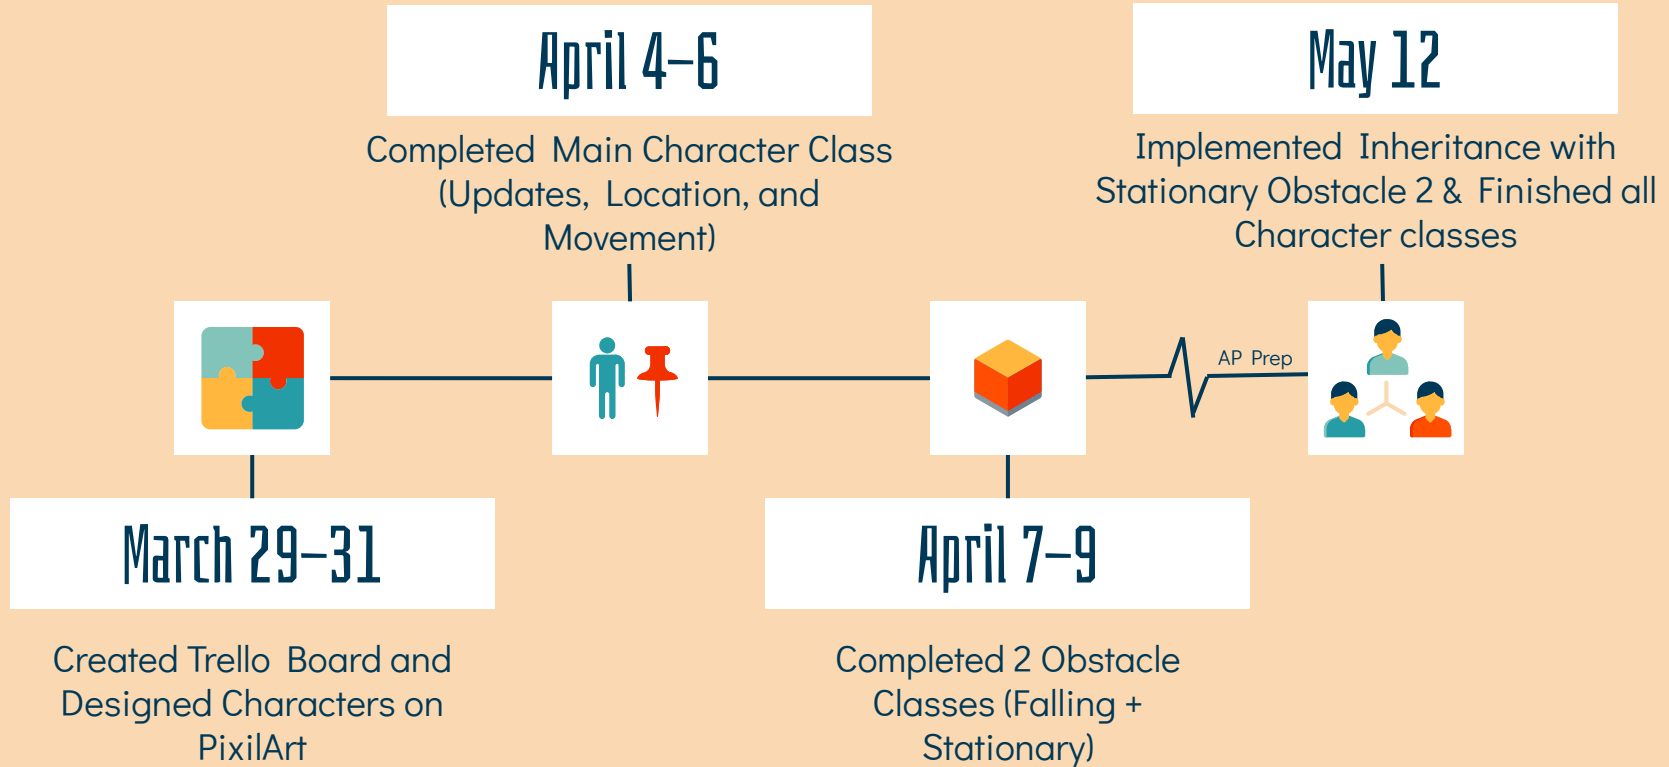 April 4–6
Completed Main Character Class
(Updates, Location, and
Movement)
May 12
Implemented Inheritance with
Stationary Obstacle 2 & Finished all
Character classes
AP Prep
March 29–31
Created Trello Board and
Designed Characters on
PixilArt
April 7–9
Completed 2 Obstacle
Classes (Falling +
Stationary)